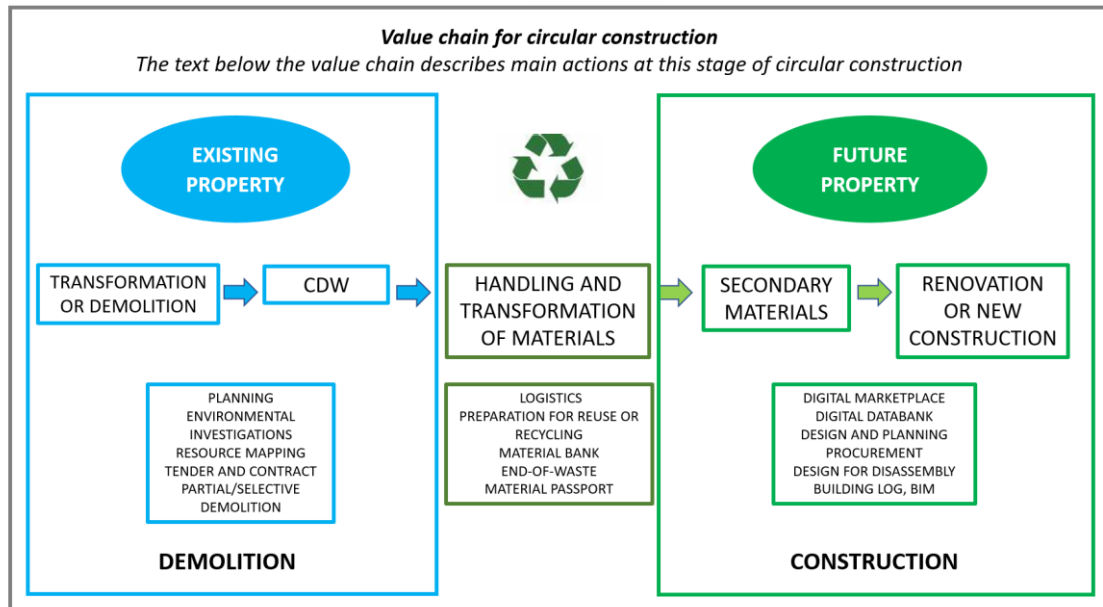 Value chain for circular construction
The text below the value chain describes main actions at this stage of circular construction
EXISTING
PROPERTY
FUTURE
PROPERTY
TRANSFORMATION
OR DEMOLITION
CDW
HANDLING AND
TRANSFORMATION
OF MATERIALS
SECONDARY
MATERIALS
RENOVATION
OR NEW
CONSTRUCTION
PLANNING
ENVIRONMENTAL
INVESTIGATIONS
RESOURCE MAPPING
TENDER AND CONTRACT
PARTIAL/SELECTIVE
DEMOLITION
LOGISTICS
PREPARATION FOR REUSE OR
RECYCLING
MATERIAL BANK
END-OF-WASTE
MATERIAL PASSPORT
DIGITAL MARKETPLACE
DIGITAL DATABANK
DESIGN AND PLANNING
PROCUREMENT
DESIGN FOR DISASSEMBLY
BUILDING LOG, BIM
DEMOLITION
CONSTRUCTION